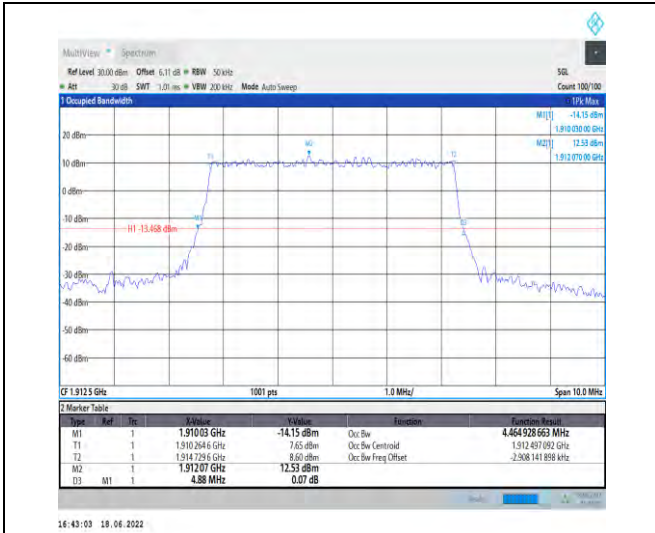 MultiView Spectrum
Ref Level 30.00 dBm Offset 6.11 dB RBW 50 kHz SGL
Att 30 dB SWT 1.01 ms VBW 200 kHz Mode Auto Sweep Count 100/100
1 Occupied Bandwidth 1Pk Max
M1[1] -14.15 dBm
1.910 030 00 GHz
M2[1] 12.53 dBm
1.912 070 00 GHz
20 dBm
M2
T1 T2
10 dBm
0 dBm
-10 dBm
M1 D3
H1 -13.468 dBm
-30 dBm
-40 dBm
-50 dBm
-60 dBm
CF 1.912 5 GHz 1001 pts 1.0 MHz/ Span 10.0 MHz
2 Marker Table
Type Ref Trc X-Value Y-Value Function Function Result
M1 1 1.91003 GHz -14.15 dBm Occ Bw 4.464 928 663 MHz
T1 1 1.910 264 6 GHz 7.65 dBm Occ Bw Centroid 1.912 497 092 GHz
T2 1 1.914 729 6 GHz 8.60 dBm Occ Bw Freq Offset -2.908 141 898 kHz
M2 1 1.91207 GHz 12.53 dBm
D3 M1 1 4.88 MHz 0.07 dB
16:43:03 18.06.2022